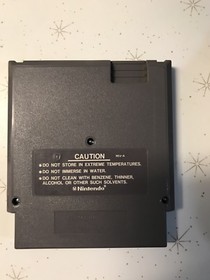 CAUTION
●DO NOT STORE IN EXTREME TEMPERATURES.
●DO NOT IMMERSE IN WATER.
●DO NOT CLEAN WITH BENZENE, THINNER,
ALCOHOL OR OTHER SUCH SOLVENTS.
Nintendo